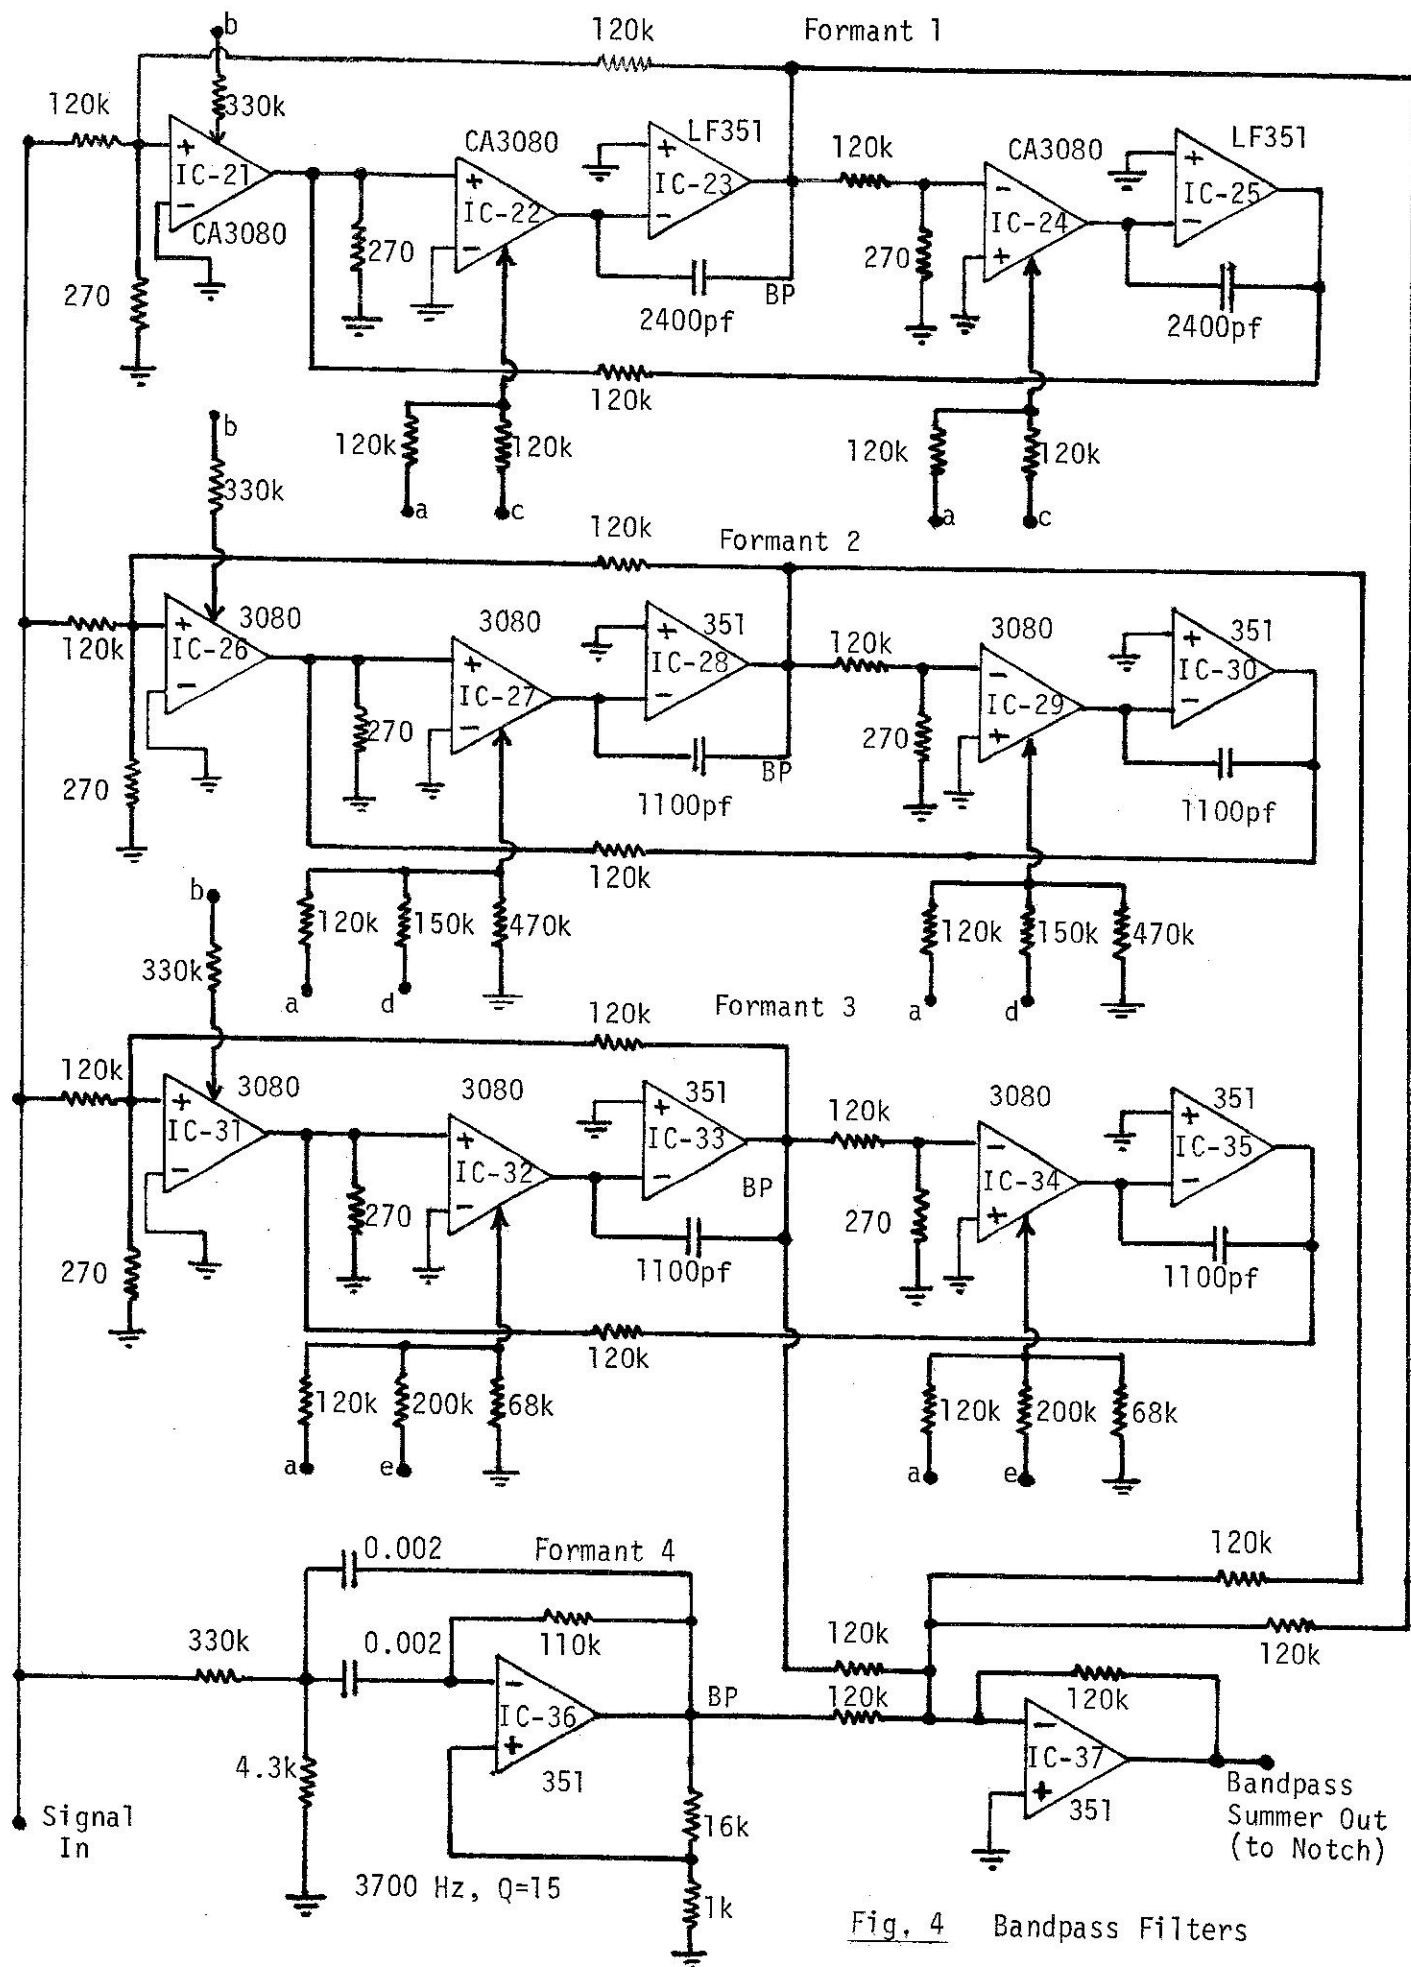 b
120k
Formant 1
120k
330k
+
IC-21
−
CA3080
270
CA3080
+
IC-22
−
270
LF351
+
IC-23
−
BP
2400pf
120k
CA3080
−
IC-24
+
270
LF351
+
IC-25
−
2400pf
120k
120k
120k
a
c
120k
120k
a
c
b
330k
120k
Formant 2
120k
+
IC-26
−
3080
270
3080
+
IC-27
−
270
351
+
IC-28
−
BP
1100pf
120k
3080
−
IC-29
+
270
351
+
IC-30
−
1100pf
120k
120k
150k
470k
a
d
120k
150k
470k
a
d
b
330k
120k
Formant 3
120k
+
IC-31
−
3080
270
3080
+
IC-32
−
270
351
+
IC-33
−
BP
1100pf
120k
3080
−
IC-34
+
270
351
+
IC-35
−
1100pf
120k
120k
200k
68k
a
e
120k
200k
68k
a
e
0.002
Formant 4
330k
0.002
110k
−
IC-36
+
351
4.3k
BP
16k
1k
3700 Hz, Q=15
Signal
In
120k
120k
120k
120k
120k
−
IC-37
+
351
Bandpass
Summer Out
(to Notch)
Fig. 4 Bandpass Filters